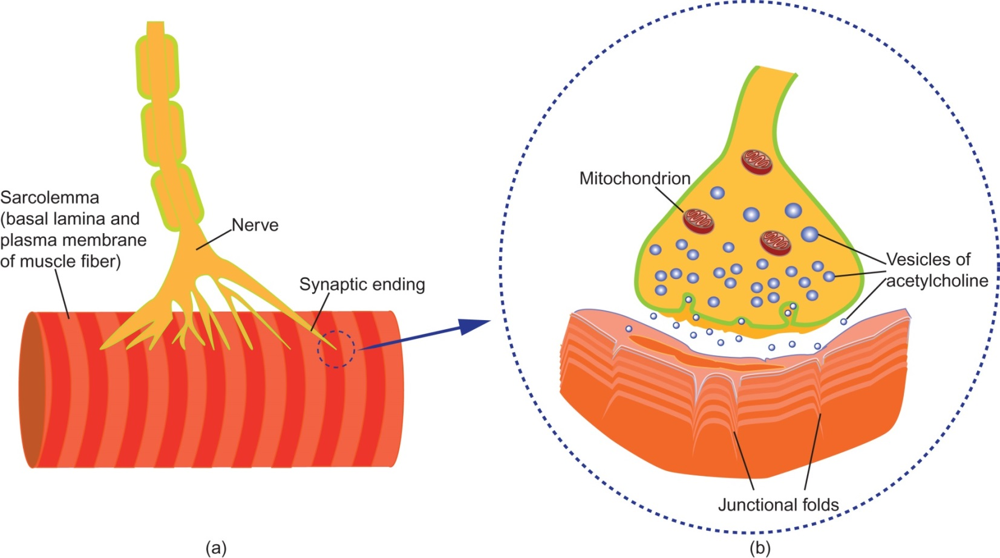 Sarcolemma
(basal lamina and
plasma membrane
of muscle fiber)
Nerve
Synaptic ending
(a)
Mitochondrion
Vesicles of
acetylcholine
Junctional folds
(b)